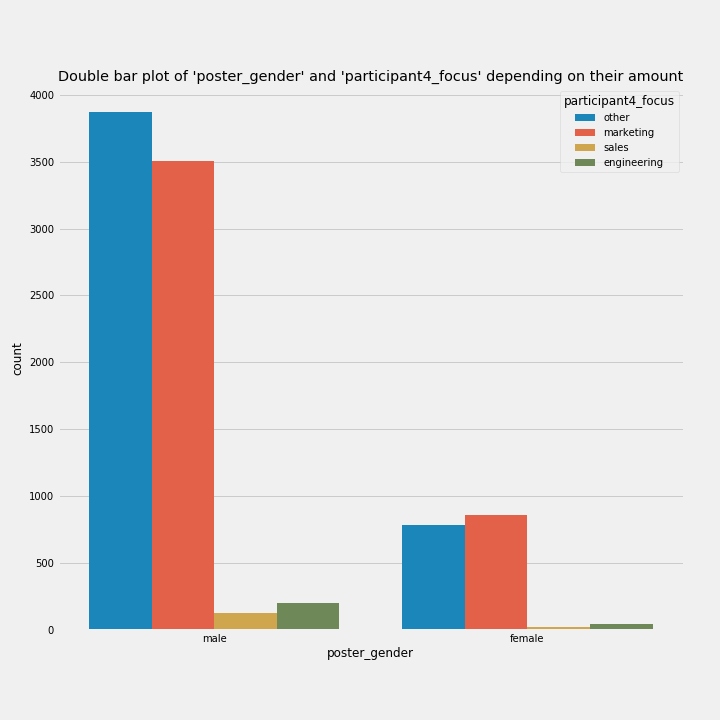 Double bar plot of 'poster_gender' and 'participant4_focus' depending on their amount
participant4_focus
other
marketing
sales
engineering
4000
3500
3000
2500
2000
1500
1000
500
0
count
male
female
poster_gender